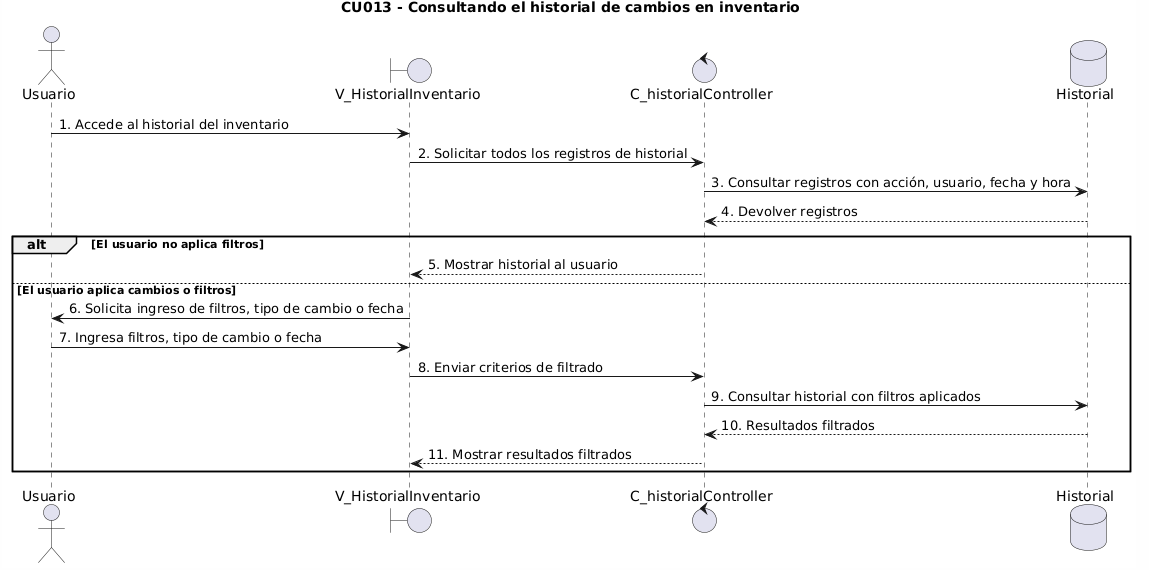 CU013 - Consultando el historial de cambios en inventario
Usuario
V_HistorialInventario
C_historialController
Historial
1. Accede al historial del inventario
2. Solicitar todos los registros de historial
3. Consultar registros con acción, usuario, fecha y hora
4. Devolver registros
alt [El usuario no aplica filtros]
5. Mostrar historial al usuario
[El usuario aplica cambios o filtros]
6. Solicita ingreso de filtros, tipo de cambio o fecha
7. Ingresa filtros, tipo de cambio o fecha
8. Enviar criterios de filtrado
9. Consultar historial con filtros aplicados
10. Resultados filtrados
11. Mostrar resultados filtrados
Usuario
V_HistorialInventario
C_historialController
Historial